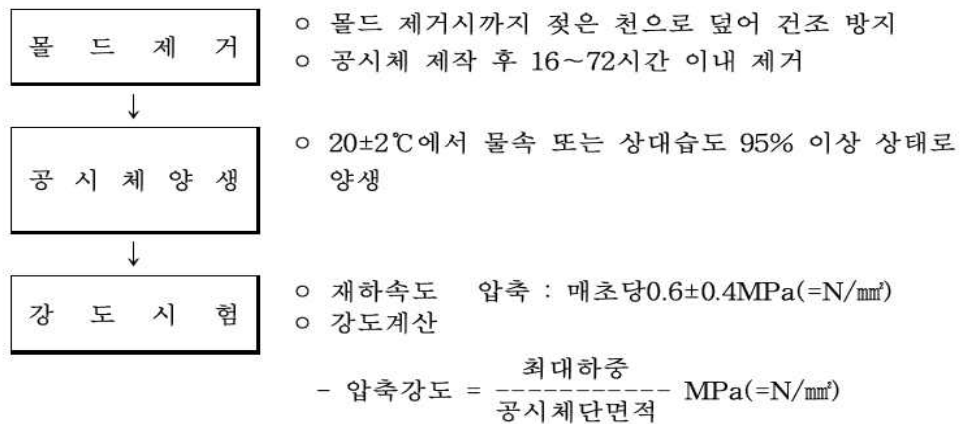 몰 드 제 거
○ 몰드 제거시까지 젖은 천으로 덮어 건조 방지
○ 공시체 제작 후 16~72시간 이내 제거
↓
공 시 체 양 생
○ 20±2℃에서 물속 또는 상대습도 95% 이상 상태로
양생
↓
강 도 시 험
○ 재하속도 압축 : 매초당0.6±0.4MPa(=N/㎟)
○ 강도계산
최대하중
- 압축강도 = ----------- MPa(=N/㎟)
공시체단면적